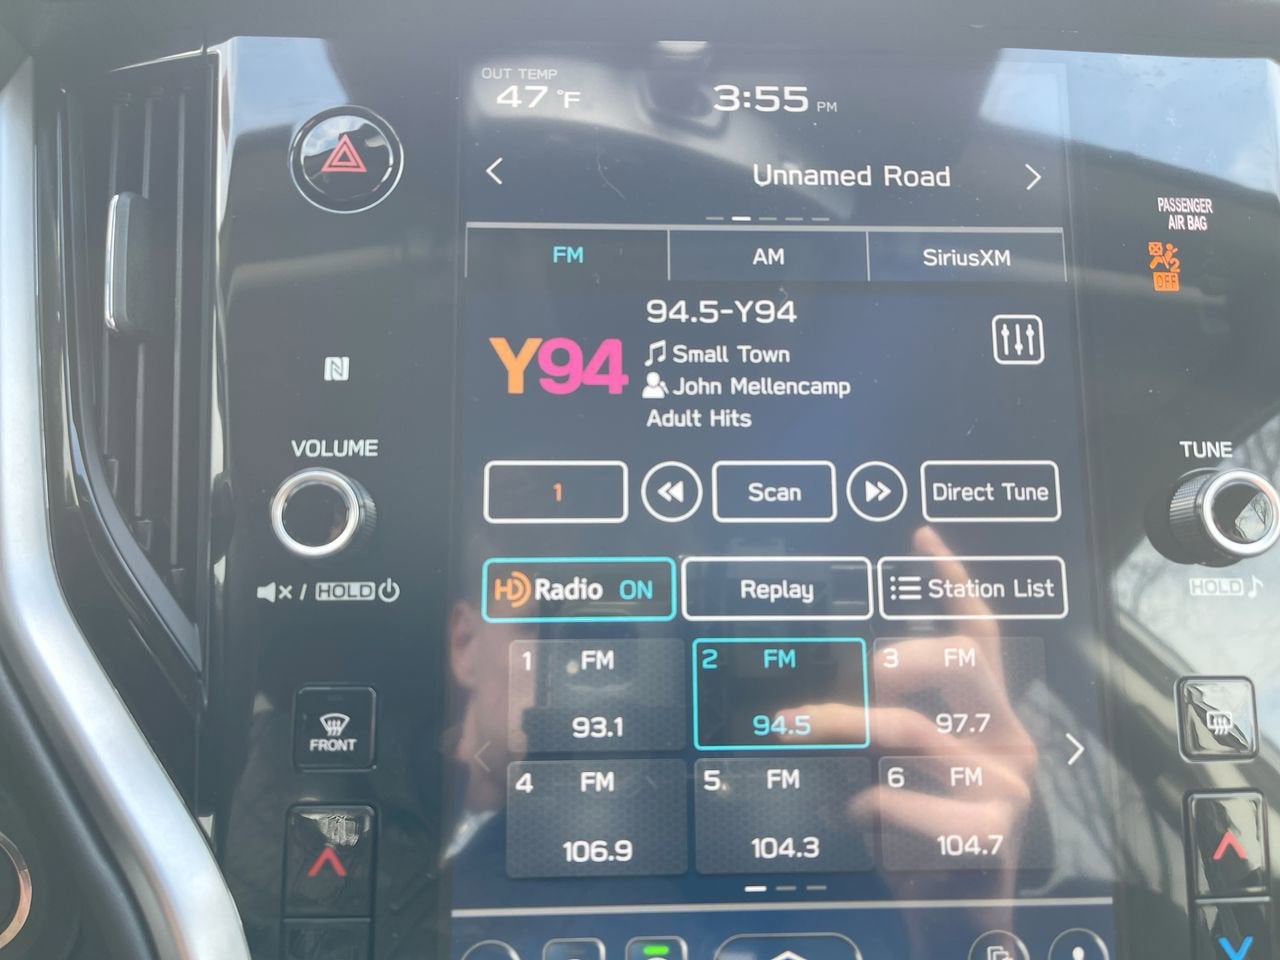 OUT TEMP
47 °F
3:55 PM
Unnamed Road
PASSENGER
AIR BAG
2
OFF
FM AM SiriusXM
94.5-Y94
Y94
Small Town
John Mellencamp
Adult Hits
N
VOLUME
TUNE
1 Scan Direct Tune
HD Radio ON Replay Station List
/ HOLD
HOLD
1 FM 2 FM 3 FM
93.1 94.5 97.7
FRONT
4 FM 5 FM 6 FM
106.9 104.3 104.7